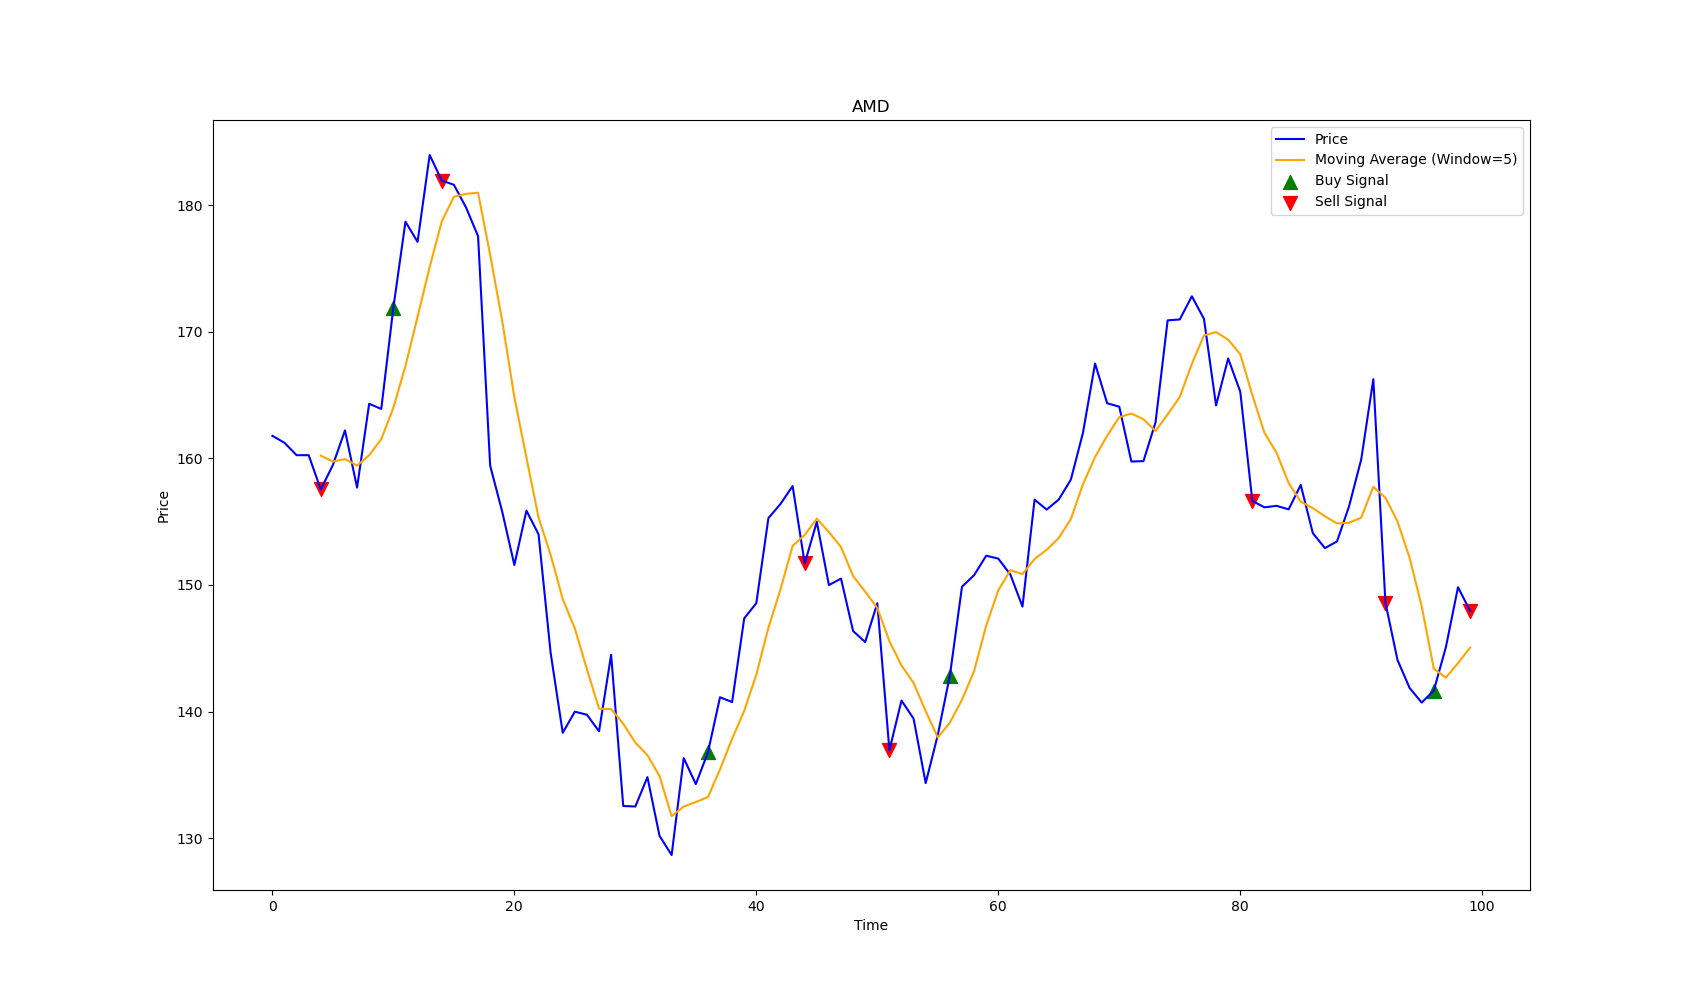 AMD
Price
Moving Average (Window=5)
Buy Signal
Sell Signal
180
170
160
150
140
130
Price
0 20 40 60 80 100
Time